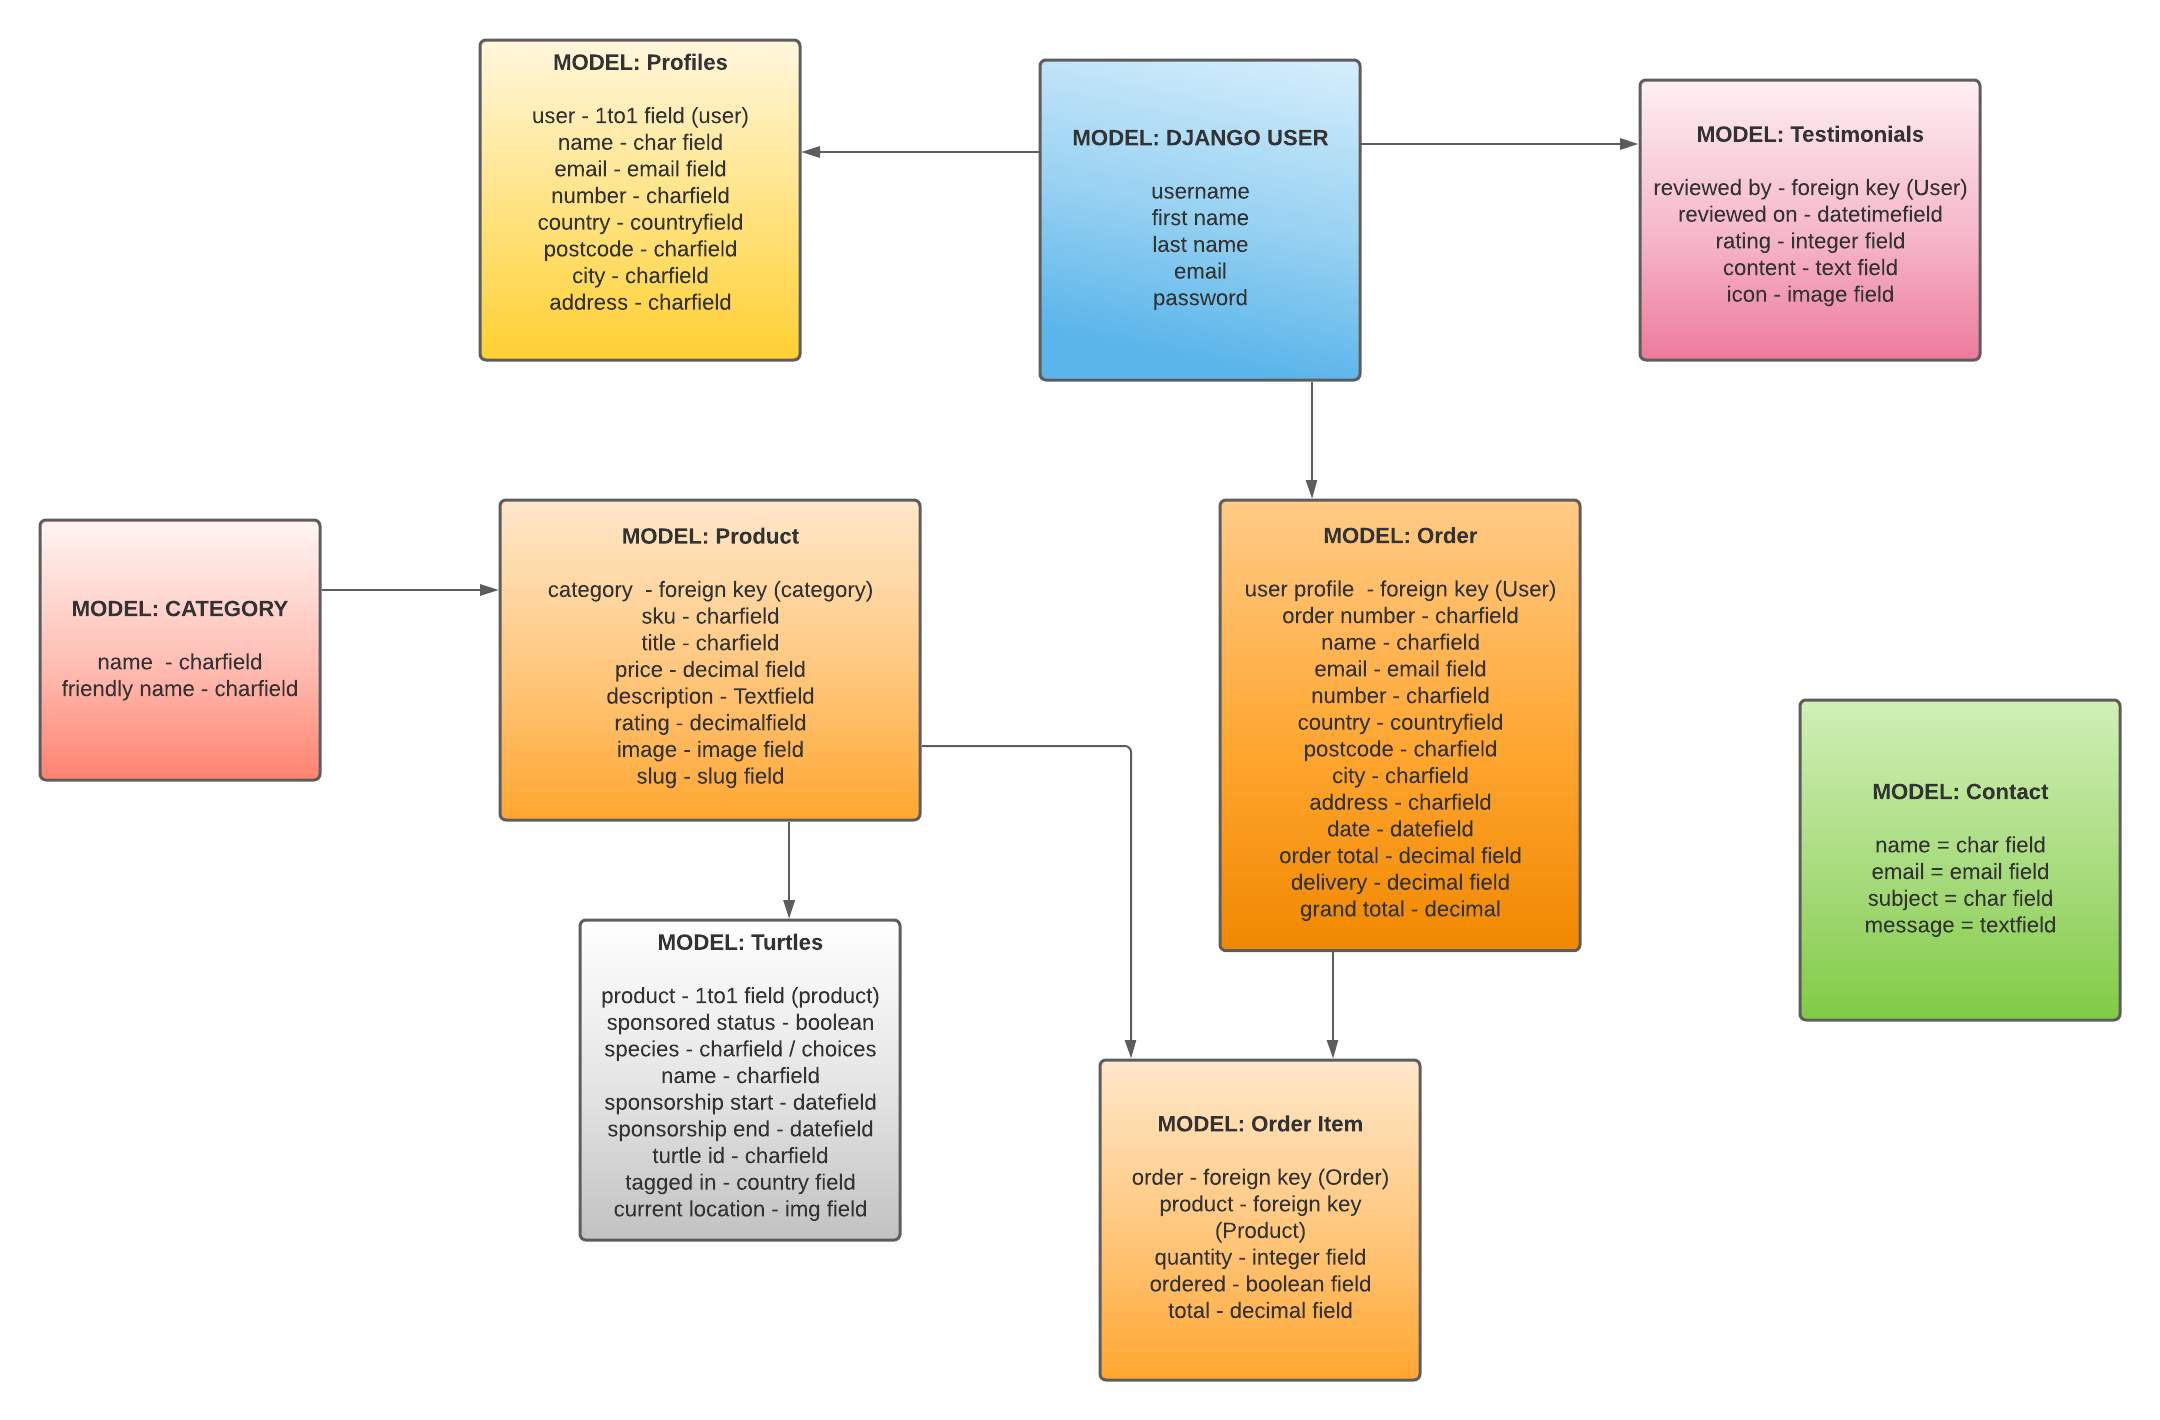 MODEL: Profiles
user - 1to1 field (user)
name - char field
email - email field
number - charfield
country - countryfield
postcode - charfield
city - charfield
address - charfield
MODEL: DJANGO USER
username
first name
last name
email
password
MODEL: Testimonials
reviewed by - foreign key (User)
reviewed on - datetimefield
rating - integer field
content - text field
icon - image field
MODEL: CATEGORY
name  - charfield
friendly name - charfield
MODEL: Product
category  - foreign key (category)
sku - charfield
title - charfield
price - decimal field
description - Textfield
rating - decimalfield
image - image field
slug - slug field
MODEL: Order
user profile  - foreign key (User)
order number - charfield
name - charfield
email - email field
number - charfield
country - countryfield
postcode - charfield
city - charfield
address - charfield
date - datefield
order total - decimal field
delivery - decimal field
grand total - decimal
MODEL: Contact
name = char field
email = email field
subject = char field
message = textfield
MODEL: Turtles
product - 1to1 field (product)
sponsored status - boolean
species - charfield / choices
name - charfield
sponsorship start - datefield
sponsorship end - datefield
turtle id - charfield
tagged in - country field
current location - img field
MODEL: Order Item
order - foreign key (Order)
product - foreign key
(Product)
quantity - integer field
ordered - boolean field
total - decimal field